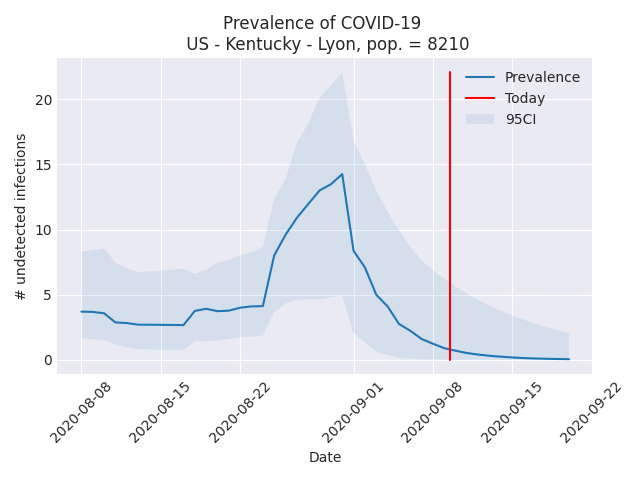 Prevalence of COVID-19
US - Kentucky - Lyon, pop. = 8210
Prevalence
Today
95CI
# undetected infections
20
15
10
5
0
2020-08-08
2020-08-15
2020-08-22
2020-09-01
2020-09-08
2020-09-15
2020-09-22
Date